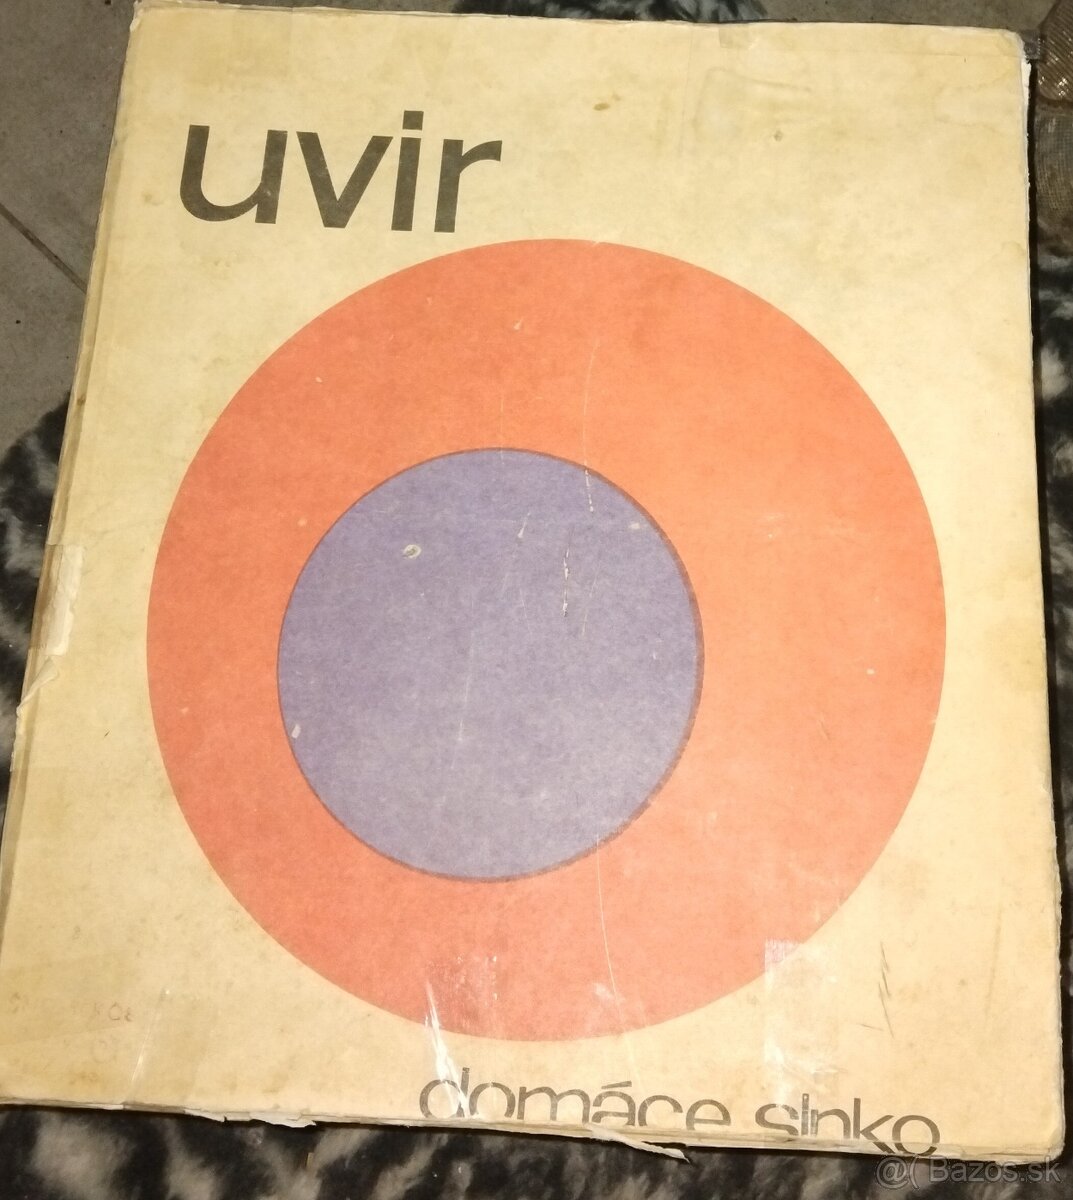 uvir
domáce slnko
@( Bazos.sk